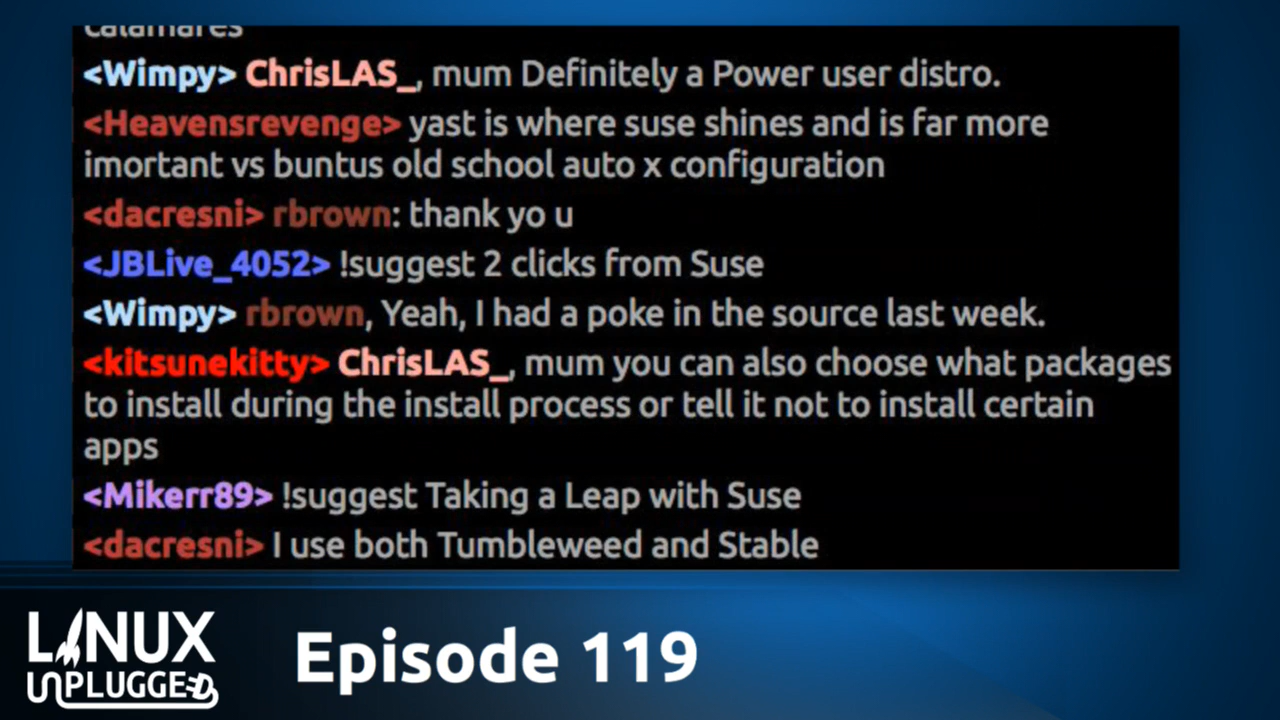 calamares
<Wimpy> ChrisLAS_, mum Definitely a Power user distro.
<Heavensrevenge> yast is where suse shines and is far more
imortant vs buntus old school auto x configuration
<dacresni> rbrown: thank yo u
<JBLive_4052> !suggest 2 clicks from Suse
<Wimpy> rbrown, Yeah, I had a poke in the source last week.
<kitsunekitty> ChrisLAS_, mum you can also choose what packages
to install during the install process or tell it not to install certain
apps
<Mikerr89> !suggest Taking a Leap with Suse
<dacresni> I use both Tumbleweed and Stable
LINUX
UNPLUGGED
Episode 119